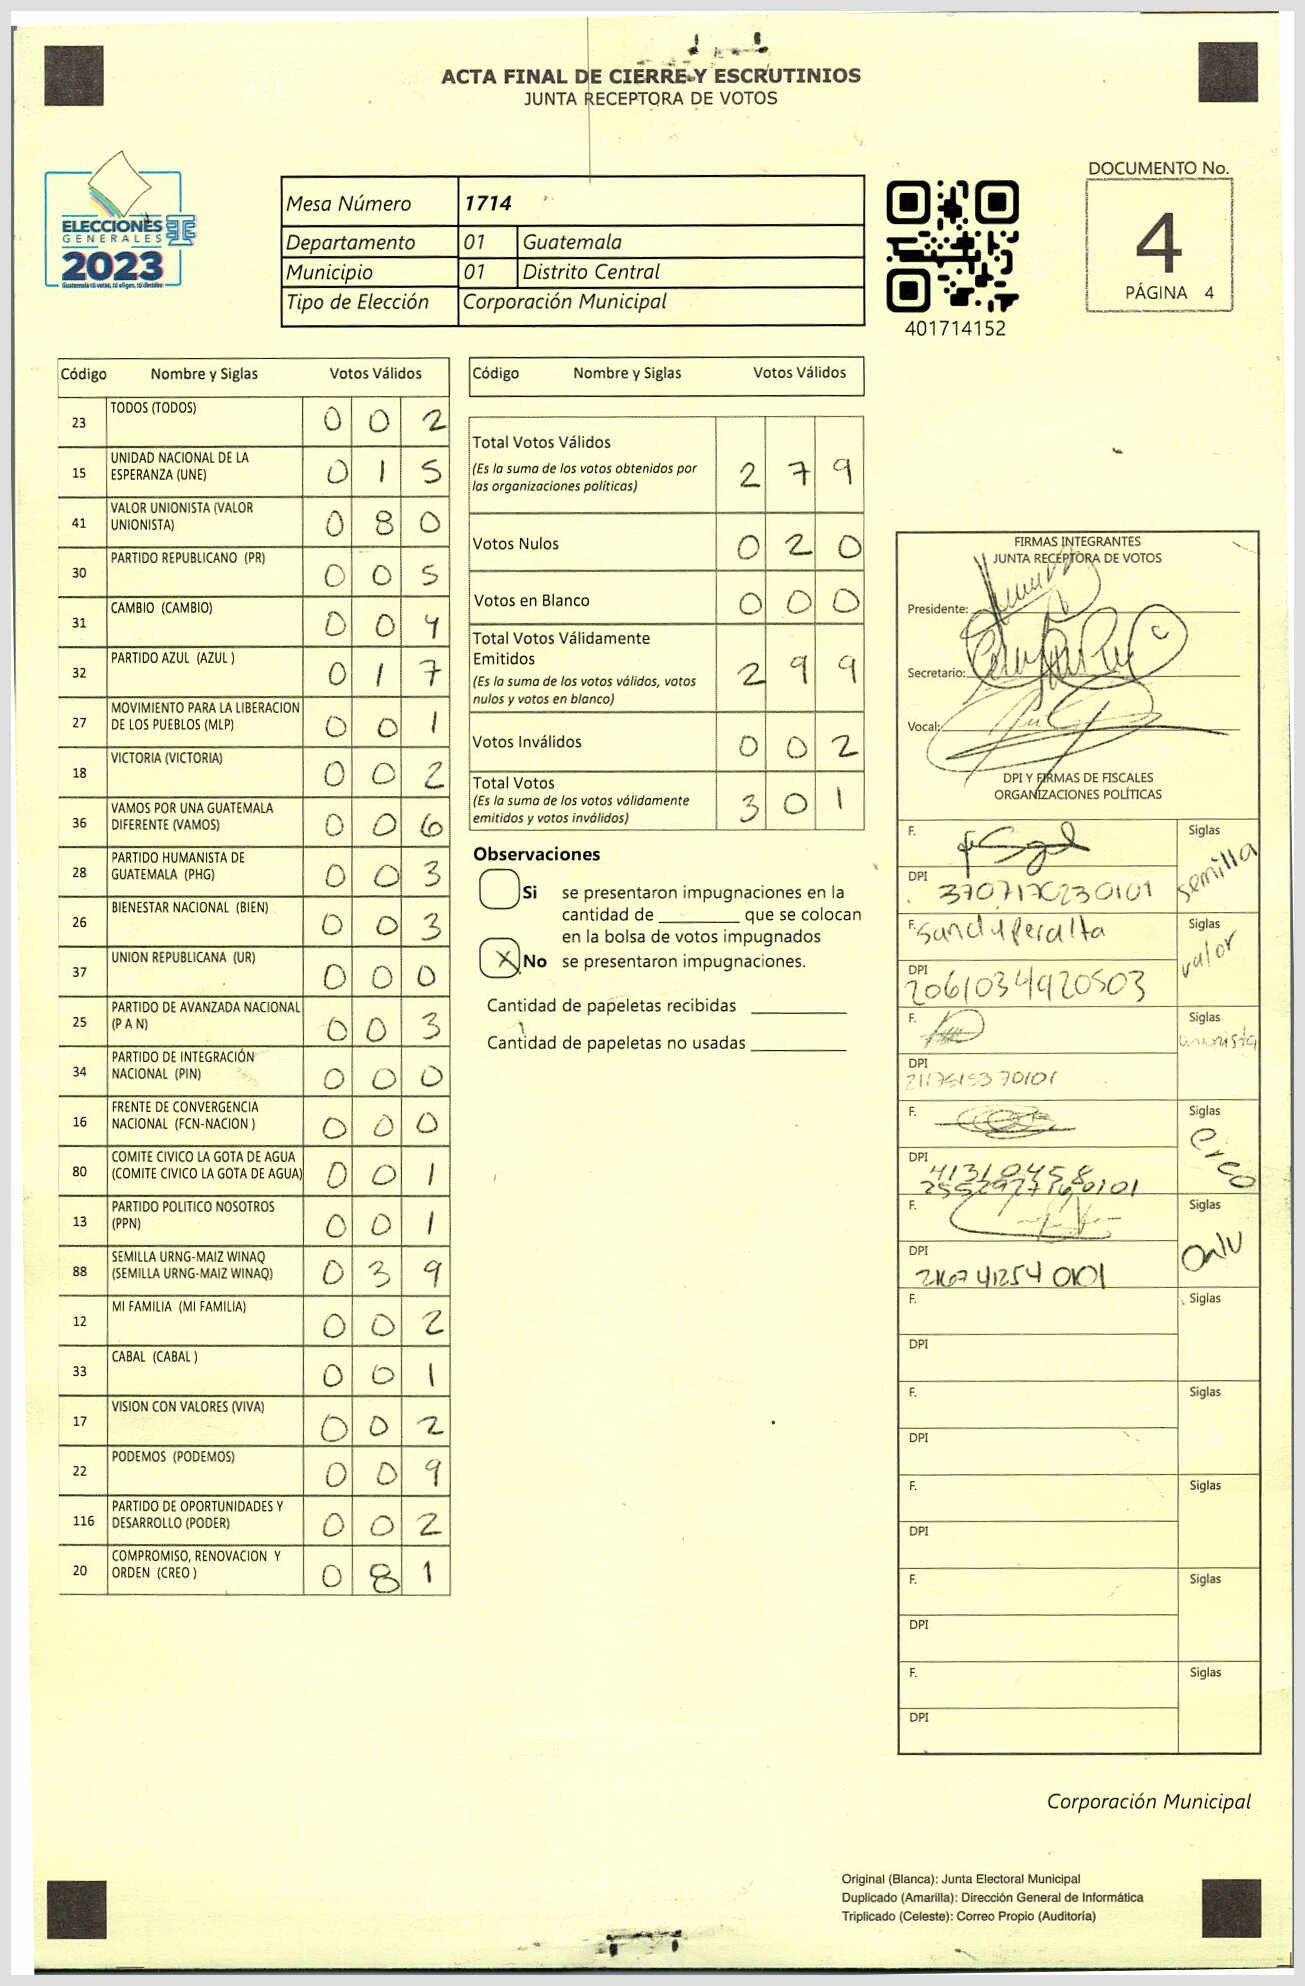 ACTA FINAL DE CIERRE Y ESCRUTINIOS
JUNTA RECEPTORA DE VOTOS
ELECCIONES
GENERALES
2023
Guatemala tú votas, tú eliges, tú decides
Mesa Número 1714
Departamento 01 Guatemala
Municipio 01 Distrito Central
Tipo de Elección Corporación Municipal
401714152
DOCUMENTO No.
4
PÁGINA 4
Código Nombre y Siglas Votos Válidos
23 TODOS (TODOS) 0 0 2
15 UNIDAD NACIONAL DE LA
ESPERANZA (UNE) 0 1 5
41 VALOR UNIONISTA (VALOR
UNIONISTA) 0 8 0
30 PARTIDO REPUBLICANO (PR) 0 0 5
31 CAMBIO (CAMBIO) 0 0 4
32 PARTIDO AZUL (AZUL ) 0 1 7
27 MOVIMIENTO PARA LA LIBERACION
DE LOS PUEBLOS (MLP) 0 0 1
18 VICTORIA (VICTORIA) 0 0 2
36 VAMOS POR UNA GUATEMALA
DIFERENTE (VAMOS) 0 0 6
28 PARTIDO HUMANISTA DE
GUATEMALA (PHG) 0 0 3
26 BIENESTAR NACIONAL (BIEN) 0 0 3
37 UNION REPUBLICANA (UR) 0 0 0
25 PARTIDO DE AVANZADA NACIONAL
(P A N) 0 0 3
34 PARTIDO DE INTEGRACIÓN
NACIONAL (PIN) 0 0 0
16 FRENTE DE CONVERGENCIA
NACIONAL (FCN-NACION ) 0 0 0
80 COMITE CIVICO LA GOTA DE AGUA
(COMITE CIVICO LA GOTA DE AGUA) 0 0 1
13 PARTIDO POLITICO NOSOTROS
(PPN) 0 0 1
88 SEMILLA URNG-MAIZ WINAQ
(SEMILLA URNG-MAIZ WINAQ) 0 3 9
12 MI FAMILIA (MI FAMILIA) 0 0 2
33 CABAL (CABAL ) 0 0 1
17 VISION CON VALORES (VIVA) 0 0 2
22 PODEMOS (PODEMOS) 0 0 9
116 PARTIDO DE OPORTUNIDADES Y
DESARROLLO (PODER) 0 0 2
20 COMPROMISO, RENOVACION Y
ORDEN (CREO ) 0 8 1
Código Nombre y Siglas Votos Válidos
Total Votos Válidos
(Es la suma de los votos obtenidos por
las organizaciones políticas) 2 7 9
Votos Nulos 0 2 0
Votos en Blanco 0 0 0
Total Votos Válidamente
Emitidos
(Es la suma de los votos válidos, votos
nulos y votos en blanco) 2 9 9
Votos Inválidos 0 0 2
Total Votos
(Es la suma de los votos válidamente
emitidos y votos inválidos) 3 0 1
Observaciones
Si se presentaron impugnaciones en la
cantidad de ________ que se colocan
en la bolsa de votos impugnados
X No se presentaron impugnaciones.
Cantidad de papeletas recibidas
Cantidad de papeletas no usadas
FIRMAS INTEGRANTES
JUNTA RECEPTORA DE VOTOS
Presidente:
Secretario:
Vocal:
DPI Y FIRMAS DE FISCALES
ORGANIZACIONES POLÍTICAS
F. Siglas
semilla
DPI 3707170230101
F. Sandy Peralta Siglas
valor
DPI 2061034920503
F. Siglas
unionista
DPI
F. Siglas
Creo
DPI 41310458
F. Siglas
DPI
F. Siglas
DPI
F. Siglas
DPI
F. Siglas
DPI
F. Siglas
DPI
F. Siglas
DPI
Corporación Municipal
Original (Blanca): Junta Electoral Municipal
Duplicado (Amarilla): Dirección General de Informática
Triplicado (Celeste): Correo Propio (Auditoría)